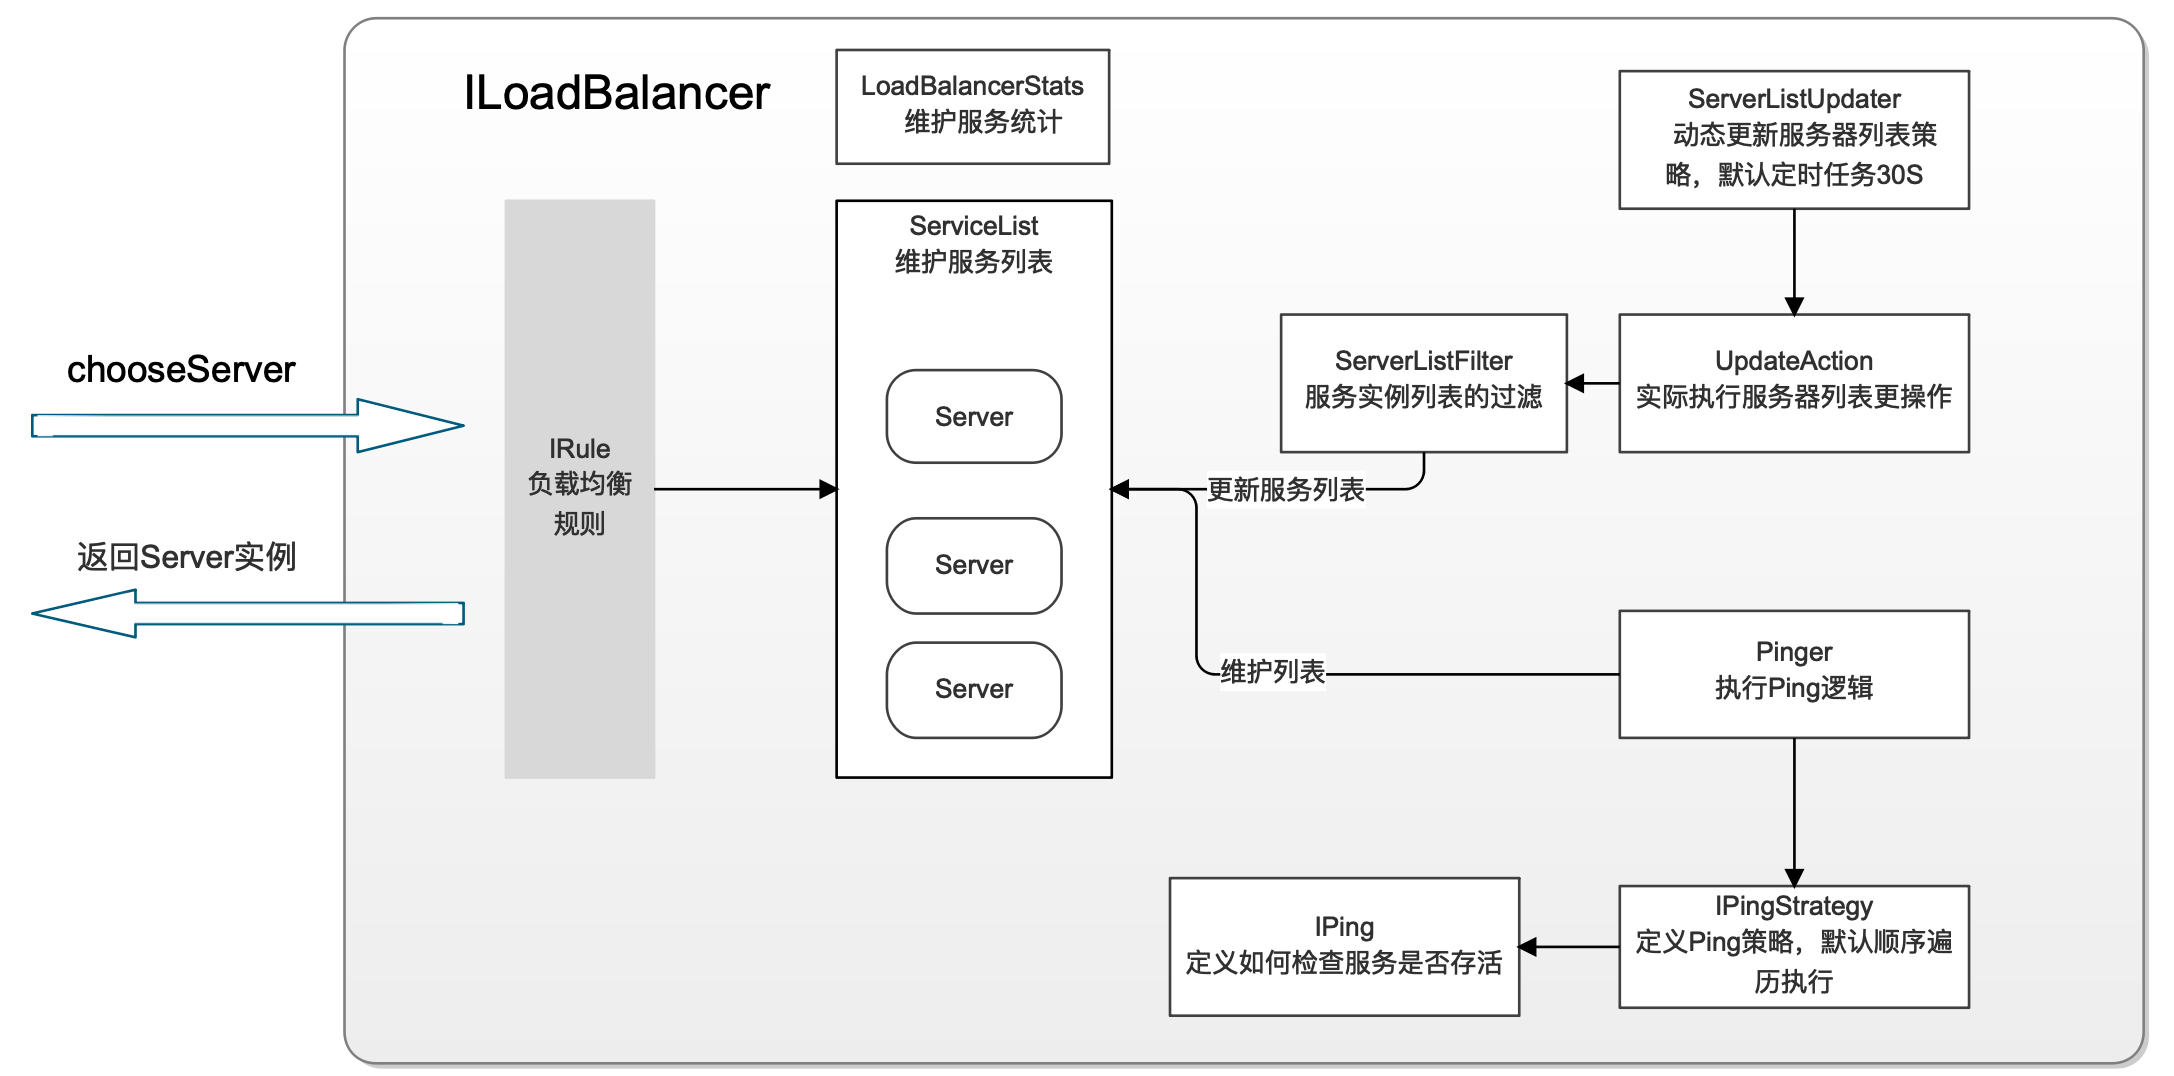 ILoadBalancer
LoadBalancerStats
维护服务统计
ServerListUpdater
动态更新服务器列表策
略，默认定时任务30S
ServiceList
维护服务列表
chooseServer
返回Server实例
IRule
负载均衡
规则
Server
Server
Server
ServerListFilter
服务实例列表的过滤
UpdateAction
实际执行服务器列表更操作
更新服务列表
维护列表
Pinger
执行Ping逻辑
IPing
定义如何检查服务是否存活
IPingStrategy
定义Ping策略，默认顺序遍
历执行